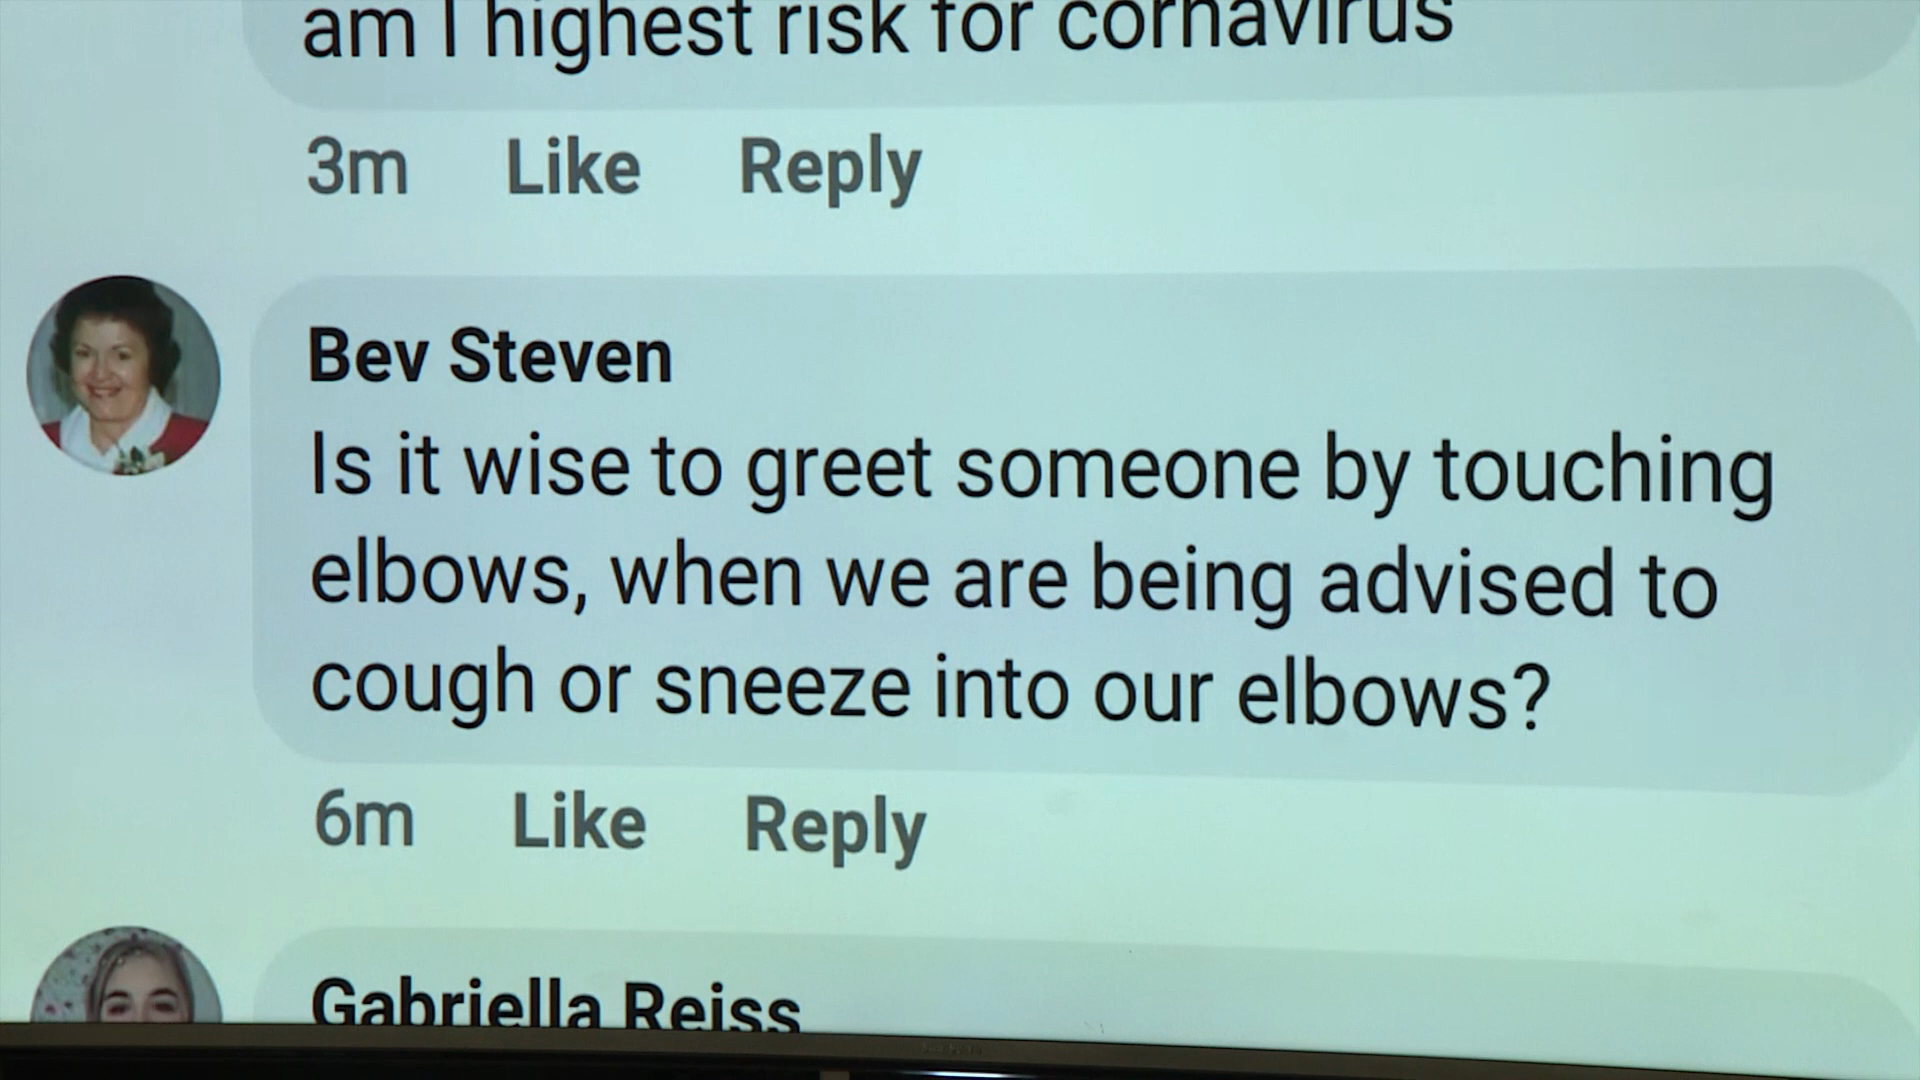 am I highest risk for cornavirus
3m Like Reply
Bev Steven
Is it wise to greet someone by touching
elbows, when we are being advised to
cough or sneeze into our elbows?
6m Like Reply
Gabriella Reiss